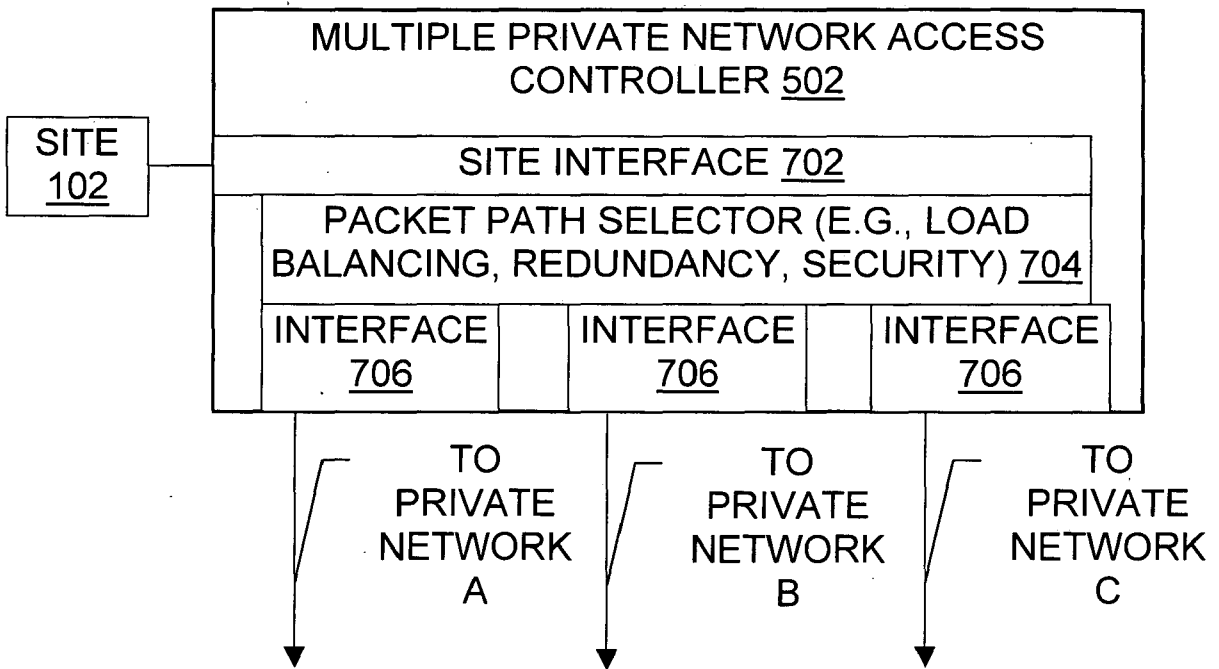 MULTIPLE PRIVATE NETWORK ACCESS
CONTROLLER 502
SITE
102
SITE INTERFACE 702
PACKET PATH SELECTOR (E.G., LOAD
BALANCING, REDUNDANCY, SECURITY) 704
INTERFACE
706
INTERFACE
706
INTERFACE
706
TO
PRIVATE
NETWORK
A
TO
PRIVATE
NETWORK
B
TO
PRIVATE
NETWORK
C